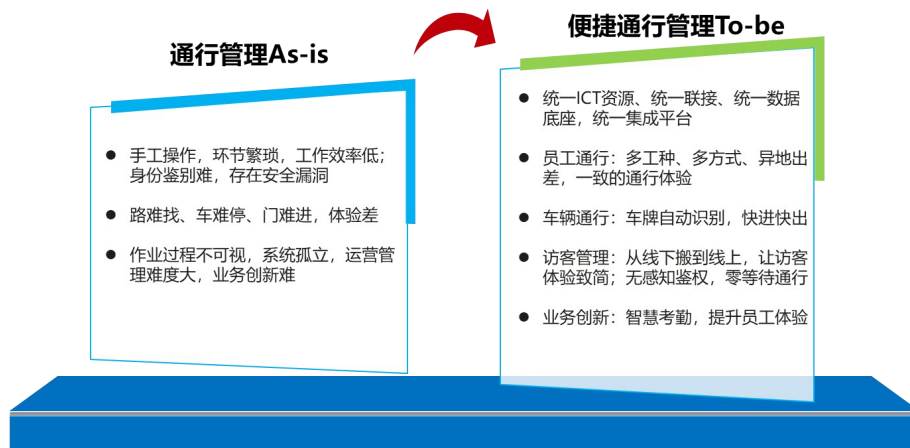 通行管理As-is
● 手工操作，环节繁琐，工作效率低；
身份鉴别难，存在安全漏洞
● 路难找、车难停、门难进，体验差
● 作业过程不可视，系统孤立，运营管
理难度大，业务创新难
便捷通行管理To-be
● 统一ICT资源、统一联接、统一数据
底座，统一集成平台
● 员工通行：多工种、多方式、异地出
差，一致的通行体验
● 车辆通行：车牌自动识别，快进快出
● 访客管理：从线下搬到线上，让访客
体验致简；无感知鉴权，零等待通行
● 业务创新：智慧考勤，提升员工体验